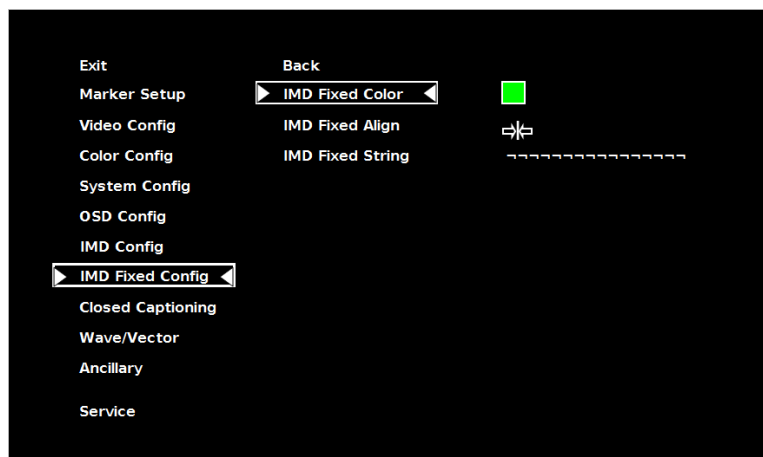 Exit
Back
Marker Setup
IMD Fixed Color
Video Config
IMD Fixed Align
Color Config
IMD Fixed String
¬¬¬¬¬¬¬¬¬¬¬¬¬¬¬¬
System Config
OSD Config
IMD Config
IMD Fixed Config
Closed Captioning
Wave/Vector
Ancillary
Service